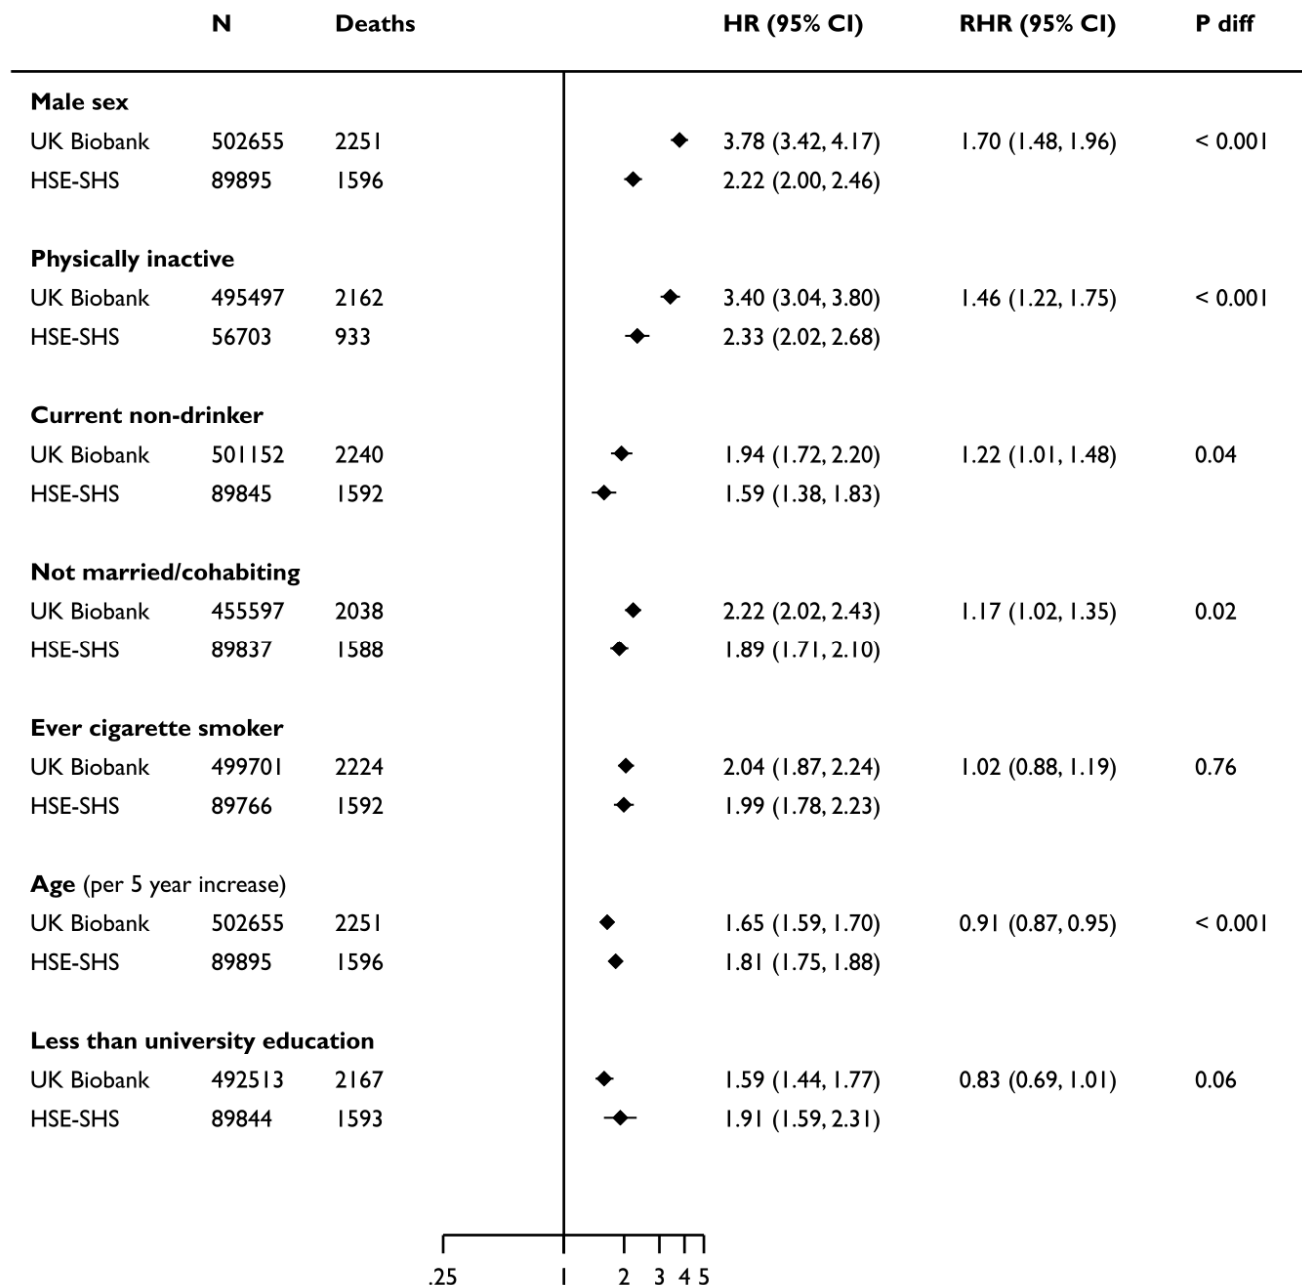 N Deaths HR (95% CI) RHR (95% CI) P diff
Male sex
UK Biobank 502655 2251 3.78 (3.42, 4.17) 1.70 (1.48, 1.96) < 0.001
HSE-SHS 89895 1596 2.22 (2.00, 2.46)
Physically inactive
UK Biobank 495497 2162 3.40 (3.04, 3.80) 1.46 (1.22, 1.75) < 0.001
HSE-SHS 56703 933 2.33 (2.02, 2.68)
Current non-drinker
UK Biobank 501152 2240 1.94 (1.72, 2.20) 1.22 (1.01, 1.48) 0.04
HSE-SHS 89845 1592 1.59 (1.38, 1.83)
Not married/cohabiting
UK Biobank 455597 2038 2.22 (2.02, 2.43) 1.17 (1.02, 1.35) 0.02
HSE-SHS 89837 1588 1.89 (1.71, 2.10)
Ever cigarette smoker
UK Biobank 499701 2224 2.04 (1.87, 2.24) 1.02 (0.88, 1.19) 0.76
HSE-SHS 89766 1592 1.99 (1.78, 2.23)
Age (per 5 year increase)
UK Biobank 502655 2251 1.65 (1.59, 1.70) 0.91 (0.87, 0.95) < 0.001
HSE-SHS 89895 1596 1.81 (1.75, 1.88)
Less than university education
UK Biobank 492513 2167 1.59 (1.44, 1.77) 0.83 (0.69, 1.01) 0.06
HSE-SHS 89844 1593 1.91 (1.59, 2.31)
.25 1 2 3 4 5